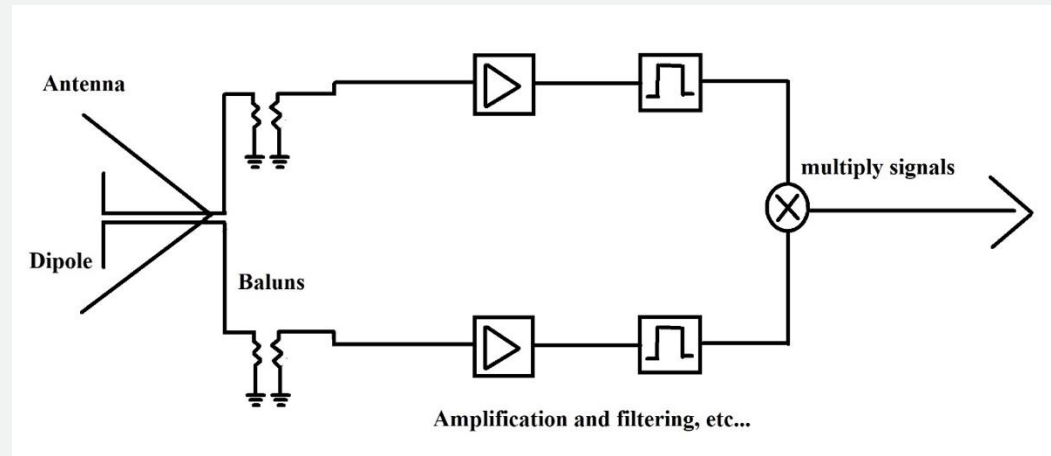 Antenna
multiply signals
Dipole
Baluns
Amplification and filtering, etc...